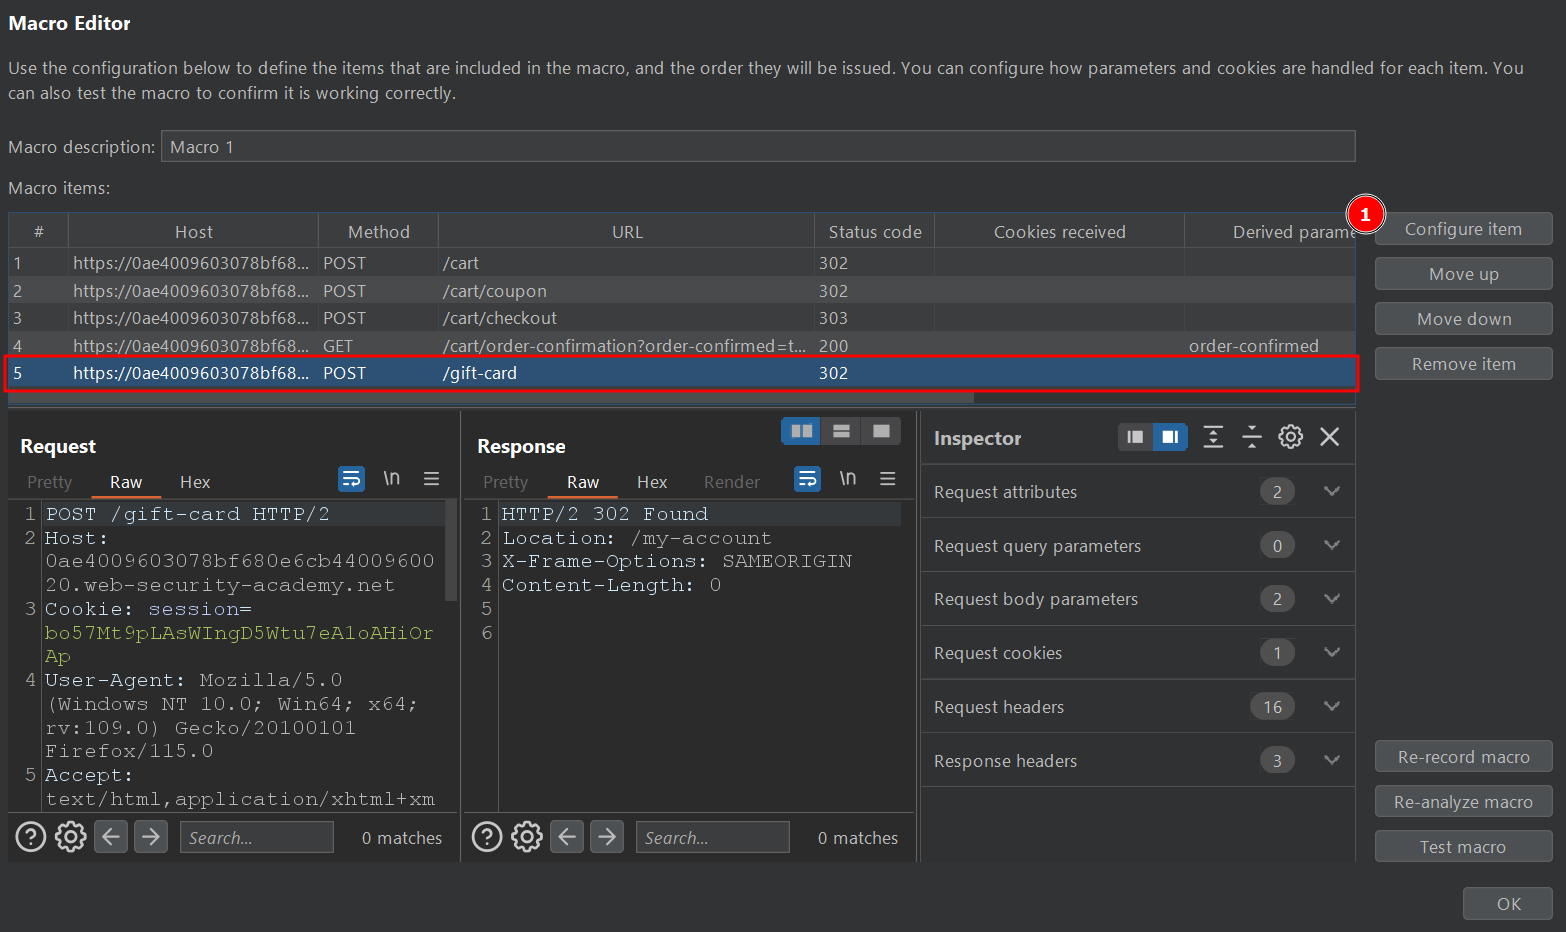 Macro Editor
Use the configuration below to define the items that are included in the macro, and the order they will be issued. You can configure how parameters and cookies are handled for each item. You
can also test the macro to confirm it is working correctly.
Macro description: Macro 1
Macro items:
# Host Method URL Status code Cookies received Derived parame
1 https://0ae4009603078bf68... POST /cart 302
2 https://0ae4009603078bf68... POST /cart/coupon 302
3 https://0ae4009603078bf68... POST /cart/checkout 303
4 https://0ae4009603078bf68... GET /cart/order-confirmation?order-confirmed=t... 200 order-confirmed
5 https://0ae4009603078bf68... POST /gift-card 302
1
Configure item
Move up
Move down
Remove item
Request
Pretty Raw Hex \n
1 POST /gift-card HTTP/2
2 Host:
0ae4009603078bf680e6cb44009600
20.web-security-academy.net
3 Cookie: session=
bo57Mt9pLAsWIngD5Wtu7eA1oAHiOr
Ap
4 User-Agent: Mozilla/5.0
(Windows NT 10.0; Win64; x64;
rv:109.0) Gecko/20100101
Firefox/115.0
5 Accept:
text/html,application/xhtml+xm
? Search... 0 matches
Response
Pretty Raw Hex Render \n
1 HTTP/2 302 Found
2 Location: /my-account
3 X-Frame-Options: SAMEORIGIN
4 Content-Length: 0
5
6
? Search... 0 matches
Inspector
Request attributes 2
Request query parameters 0
Request body parameters 2
Request cookies 1
Request headers 16
Response headers 3
Re-record macro
Re-analyze macro
Test macro
OK